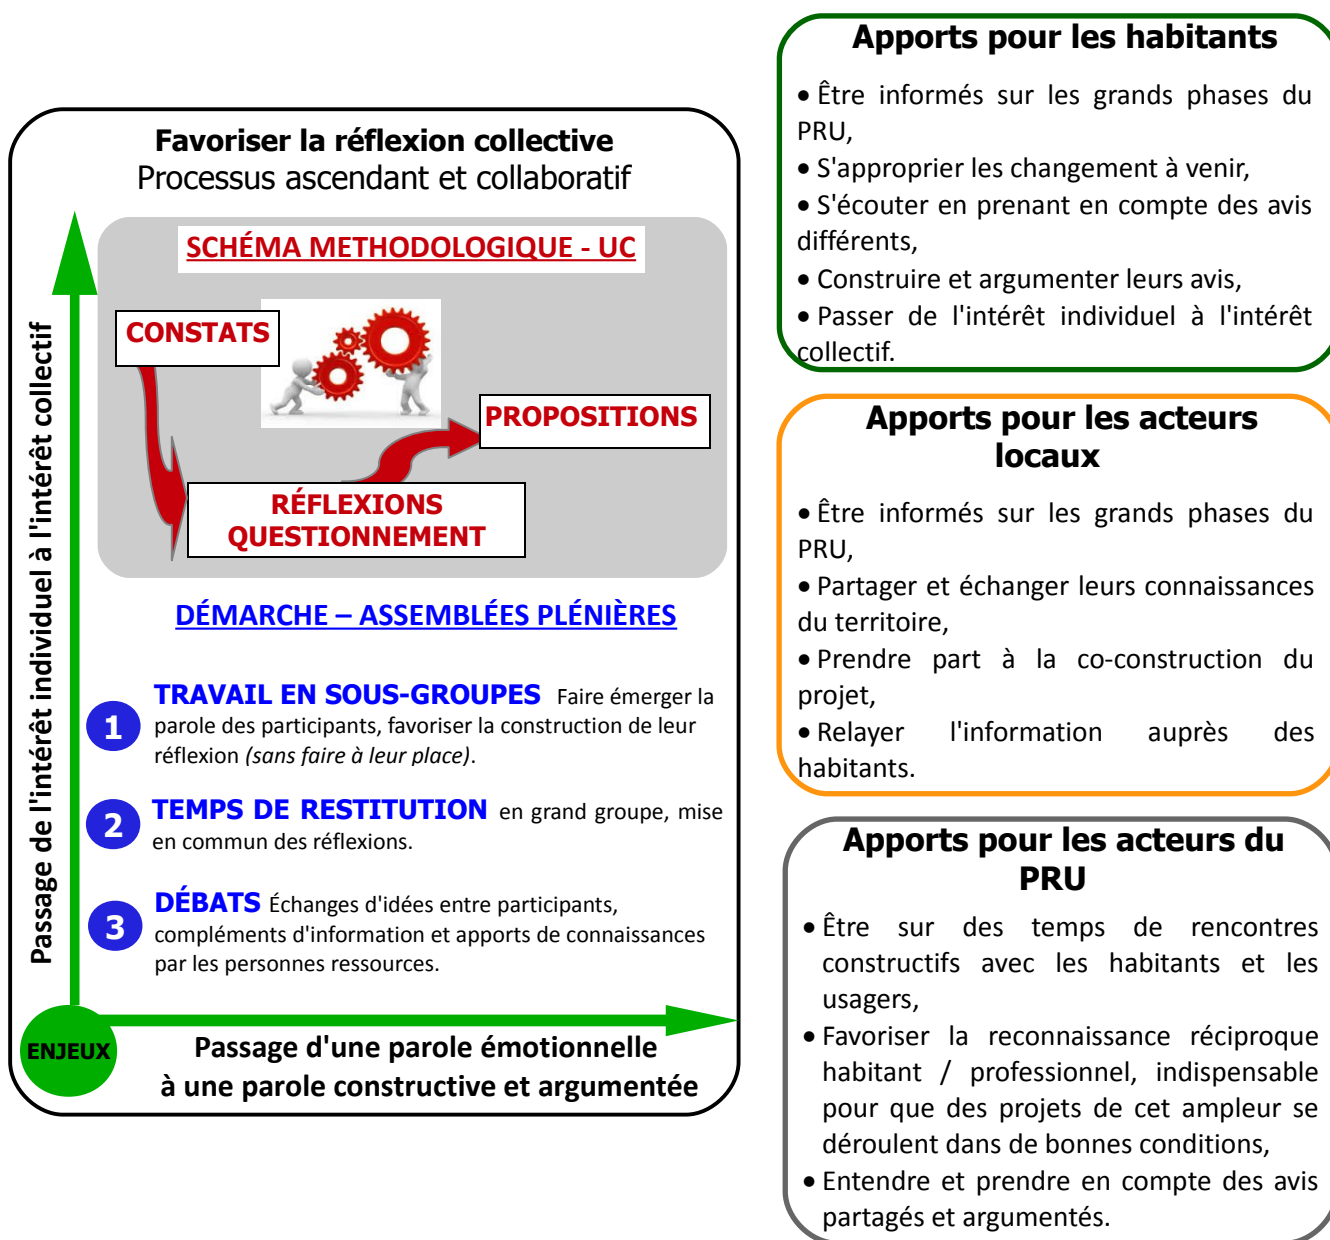 Favoriser la réflexion collective
Processus ascendant et collaboratif
SCHÉMA METHODOLOGIQUE - UC
CONSTATS
PROPOSITIONS
RÉFLEXIONS
QUESTIONNEMENT
DÉMARCHE – ASSEMBLÉES PLÉNIÈRES
1
TRAVAIL EN SOUS-GROUPES Faire émerger la
parole des participants, favoriser la construction de leur
réflexion (sans faire à leur place).
2
TEMPS DE RESTITUTION en grand groupe, mise
en commun des réflexions.
3
DÉBATS Échanges d'idées entre participants,
compléments d'information et apports de connaissances
par les personnes ressources.
Passage de l'intérêt individuel à l'intérêt collectif
ENJEUX
Passage d'une parole émotionnelle
à une parole constructive et argumentée
Apports pour les habitants
• Être informés sur les grands phases du
PRU,
• S'approprier les changement à venir,
• S'écouter en prenant en compte des avis
différents,
• Construire et argumenter leurs avis,
• Passer de l'intérêt individuel à l'intérêt
collectif.
Apports pour les acteurs
locaux
• Être informés sur les grands phases du
PRU,
• Partager et échanger leurs connaissances
du territoire,
• Prendre part à la co-construction du
projet,
• Relayer l'information auprès des
habitants.
Apports pour les acteurs du
PRU
• Être sur des temps de rencontres
constructifs avec les habitants et les
usagers,
• Favoriser la reconnaissance réciproque
habitant / professionnel, indispensable
pour que des projets de cet ampleur se
déroulent dans de bonnes conditions,
• Entendre et prendre en compte des avis
partagés et argumentés.